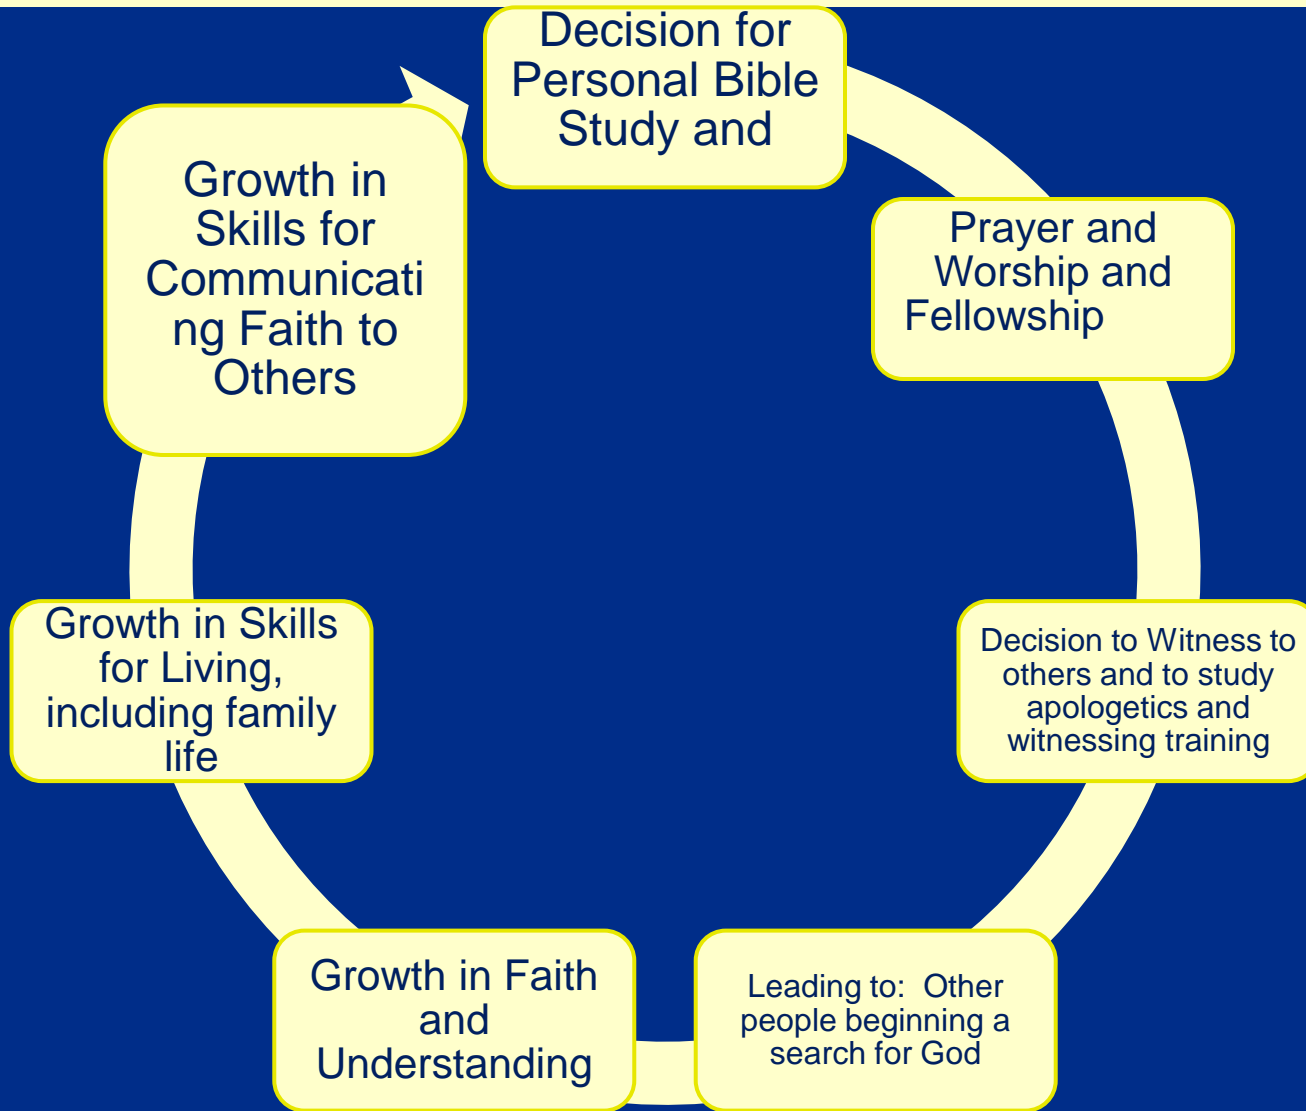 Decision for
Personal Bible
Study and
Prayer and
Worship and
Fellowship
Decision to Witness to
others and to study
apologetics and
witnessing training
Leading to:  Other
people beginning a
search for God
Growth in Faith
and
Understanding
Growth in Skills
for Living,
including family
life
Growth in
Skills for
Communicati
ng Faith to
Others